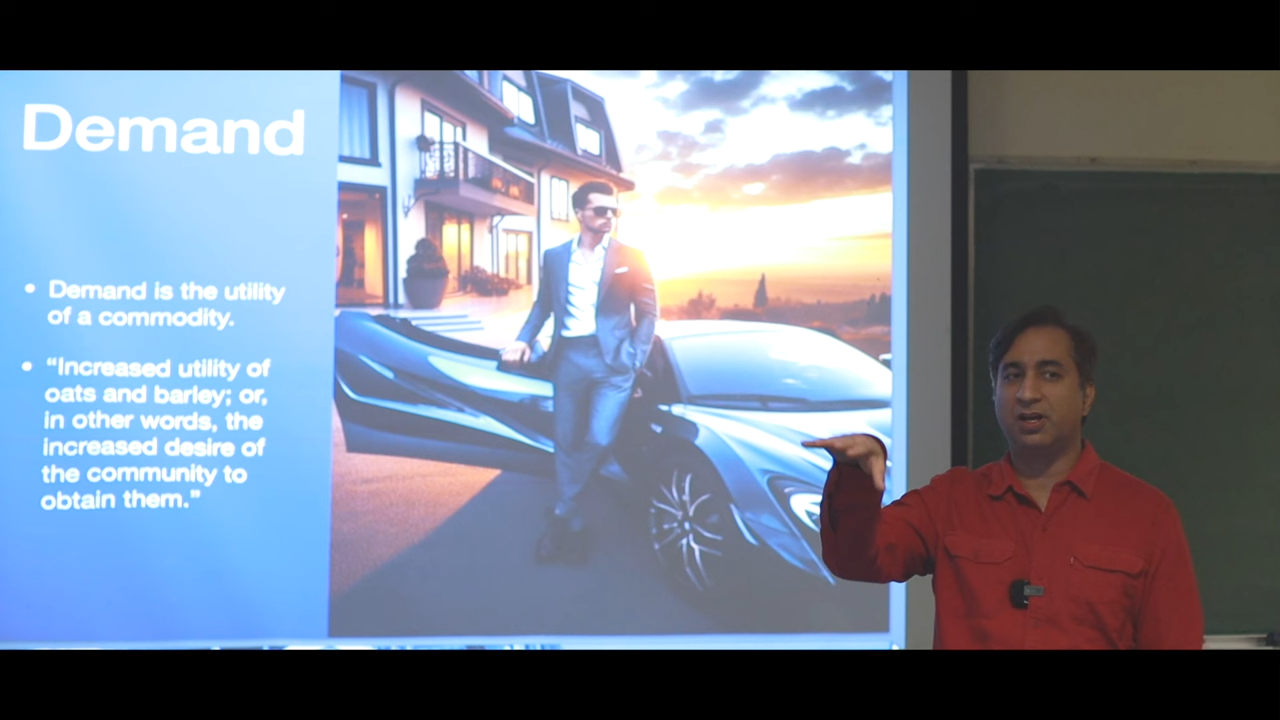 Demand
• Demand is the utility
of a commodity.
• “Increased utility of
oats and barley; or,
in other words, the
increased desire of
the community to
obtain them.”